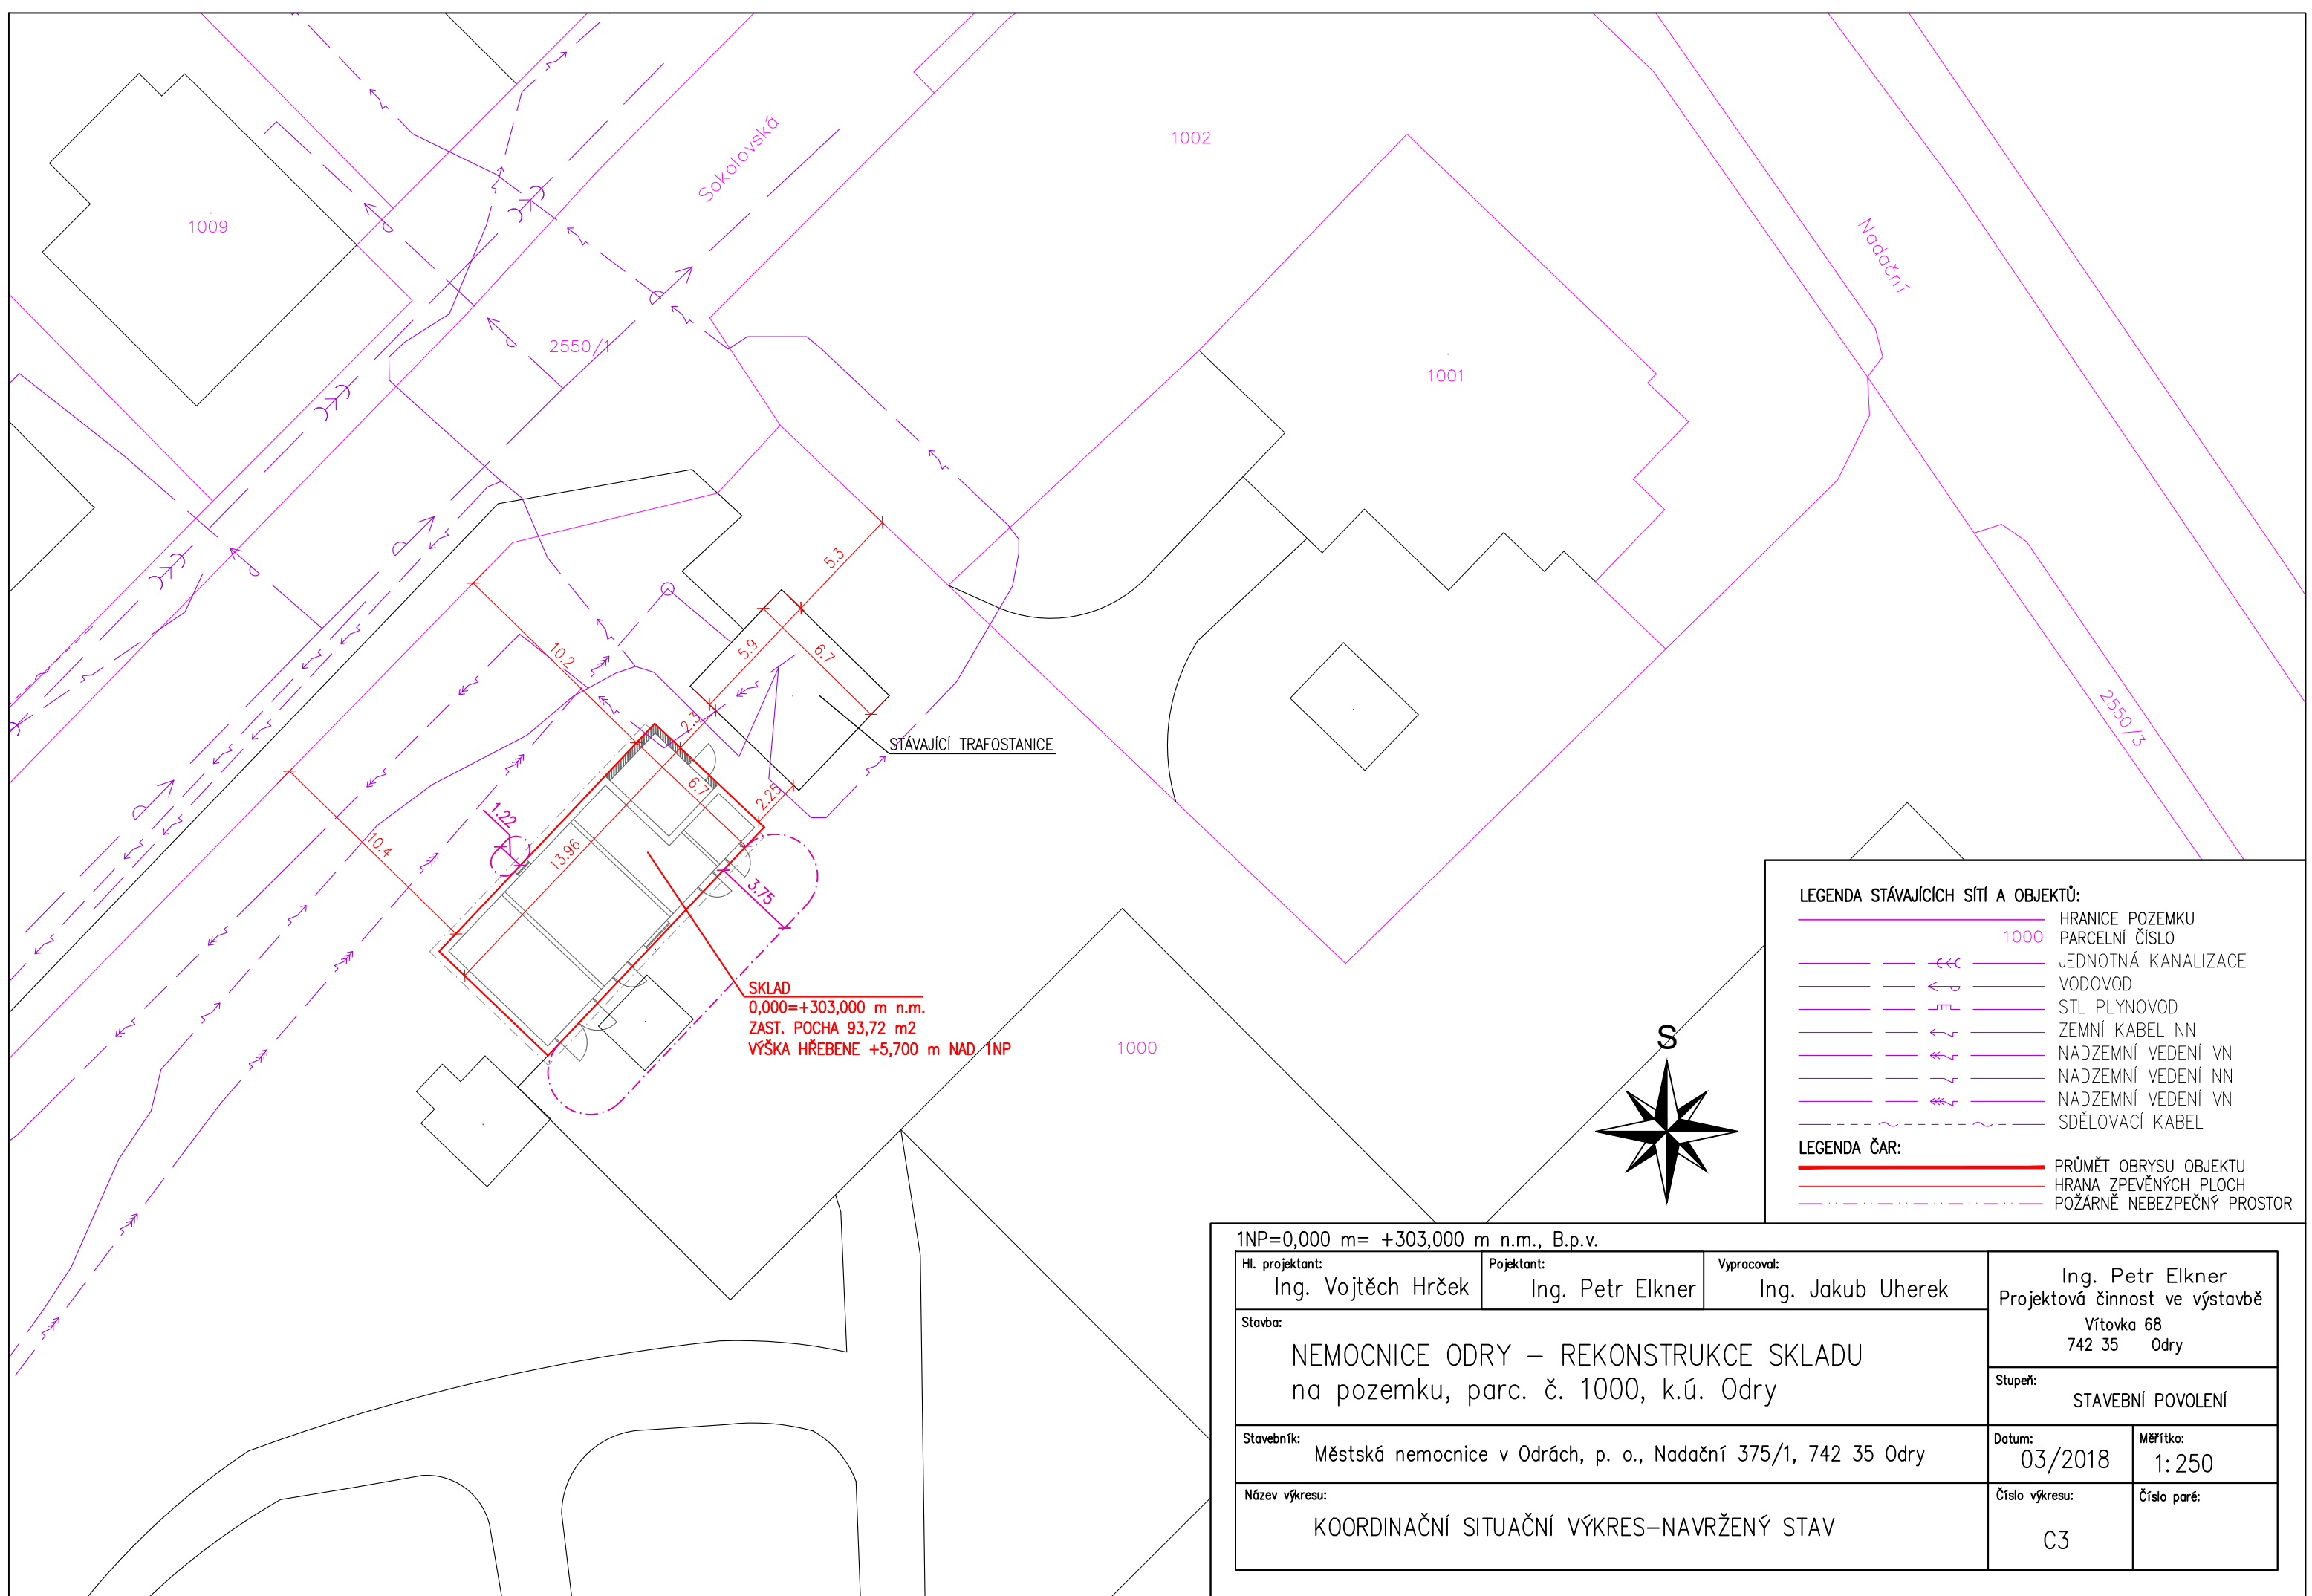 1002
Sokolovská
1009
Nadační
2550/1
1001
5.3
10.2
5.9
6.7
2.3
2550/3
STÁVAJÍCÍ TRAFOSTANICE
6.7
2.25
1.22
10.4
13.96
3.75
SKLAD
0,000=+303,000 m n.m.
ZAST. POCHA 93,72 m2
VÝŠKA HŘEBENE +5,700 m NAD 1NP
1000
S
LEGENDA STÁVAJÍCÍCH SÍTÍ A OBJEKTŮ:
HRANICE POZEMKU
1000 PARCELNÍ ČÍSLO
JEDNOTNÁ KANALIZACE
VODOVOD
STL PLYNOVOD
ZEMNÍ KABEL NN
NADZEMNÍ VEDENÍ VN
NADZEMNÍ VEDENÍ NN
NADZEMNÍ VEDENÍ VN
SDĚLOVACÍ KABEL
LEGENDA ČAR:
PRŮMĚT OBRYSU OBJEKTU
HRANA ZPEVĚNÝCH PLOCH
POŽÁRNĚ NEBEZPEČNÝ PROSTOR
1NP=0,000 m= +303,000 m n.m., B.p.v.
Hl. projektant:
Ing. Vojtěch Hrček
Pojektant:
Ing. Petr Elkner
Vypracoval:
Ing. Jakub Uherek
Ing. Petr Elkner
Projektová činnost ve výstavbě
Vítovka 68
742 35 Odry
Stavba:
NEMOCNICE ODRY – REKONSTRUKCE SKLADU
na pozemku, parc. č. 1000, k.ú. Odry
Stupeň:
STAVEBNÍ POVOLENÍ
Stavebník:
Městská nemocnice v Odrách, p. o., Nadační 375/1, 742 35 Odry
Datum:
03/2018
Měřítko:
1:250
Název výkresu:
KOORDINAČNÍ SITUAČNÍ VÝKRES–NAVRŽENÝ STAV
Číslo výkresu:
C3
Číslo paré: